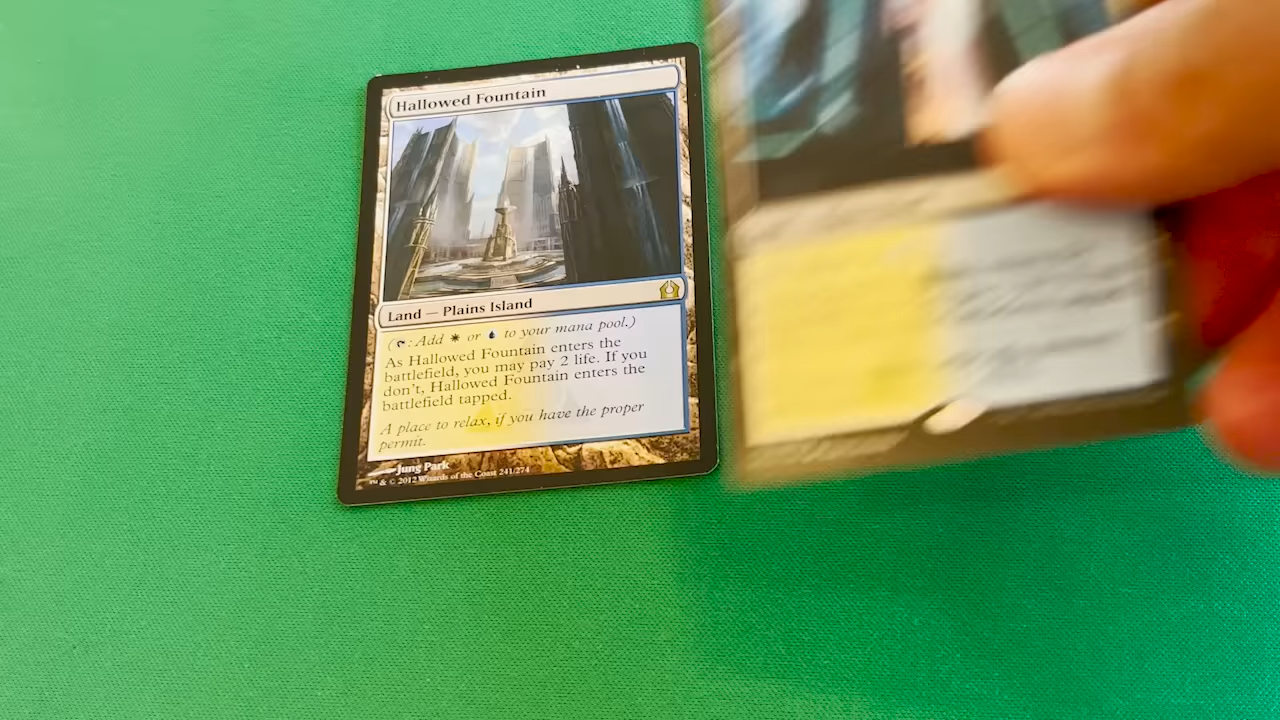 Hallowed Fountain
Land — Plains Island
( : Add or to your mana pool.)
As Hallowed Fountain enters the
battlefield, you may pay 2 life. If you
don't, Hallowed Fountain enters the
battlefield tapped.
A place to relax, if you have the proper
permit.
Jung Park
™ & © 2012 Wizards of the Coast 241/274